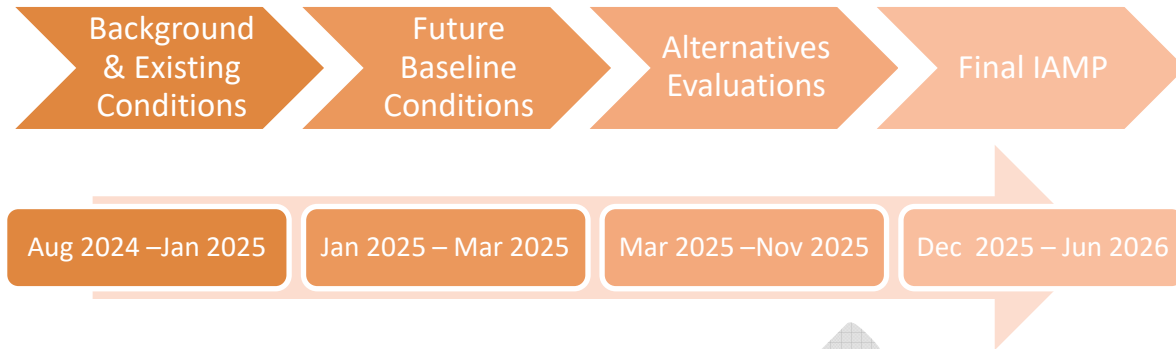 Background
& Existing
Conditions
Future
Baseline
Conditions
Alternatives
Evaluations
Final IAMP
Aug 2024 –Jan 2025
Jan 2025 – Mar 2025
Mar 2025 –Nov 2025
Dec  2025 – Jun 2026